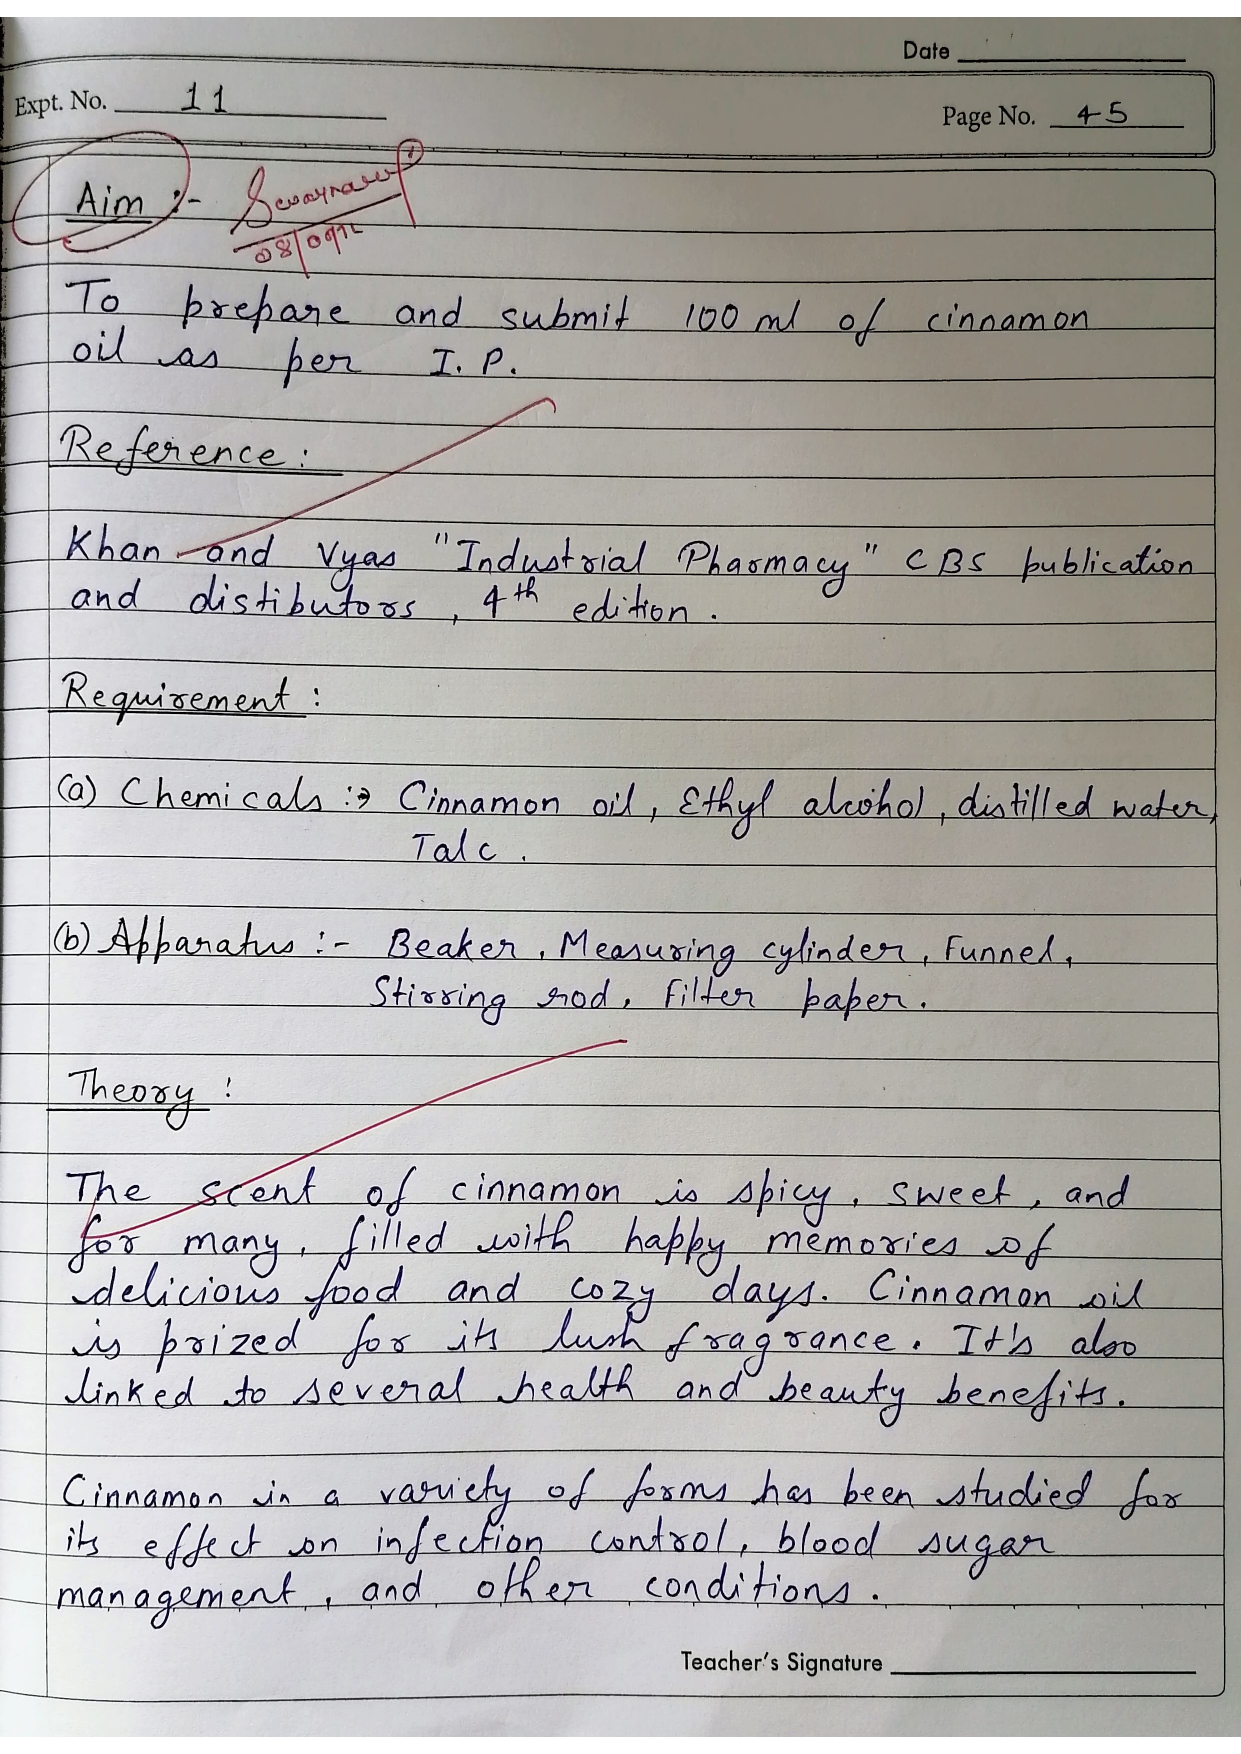 Date
Expt. No. 11
Page No. 45
Aim :-
To prepare and submit 100 ml of cinnamon
oil as per I. P.
Reference :
Khan and Vyas "Industrial Pharmacy" CBS publication
and distibutors, 4th edition.
Requirement :
(a) Chemicals :→ Cinnamon oil, Ethyl alcohol, distilled water,
Talc.
(b) Apparatus :- Beaker, Measuring cylinder, Funnel,
Stirring rod, Filter paper.
Theory :
The scent of cinnamon is spicy, sweet, and
for many, filled with happy memories of
delicious food and cozy days. Cinnamon oil
is prized for its lush fragrance. It's also
linked to several health and beauty benefits.
Cinnamon in a variety of forms has been studied for
its effect on infection control, blood sugar
management, and other conditions.
Teacher's Signature